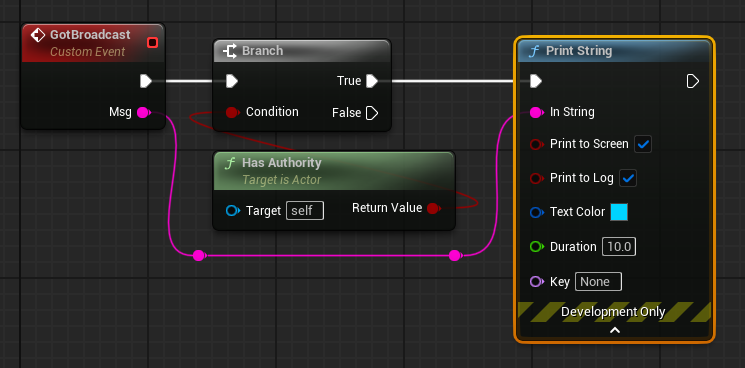 GotBroadcast
Custom Event
Msg
Branch
True
Condition
False
f Has Authority
Target is Actor
Target self
Return Value
f Print String
In String
Print to Screen
Print to Log
Text Color
Duration 10.0
Key None
Development Only